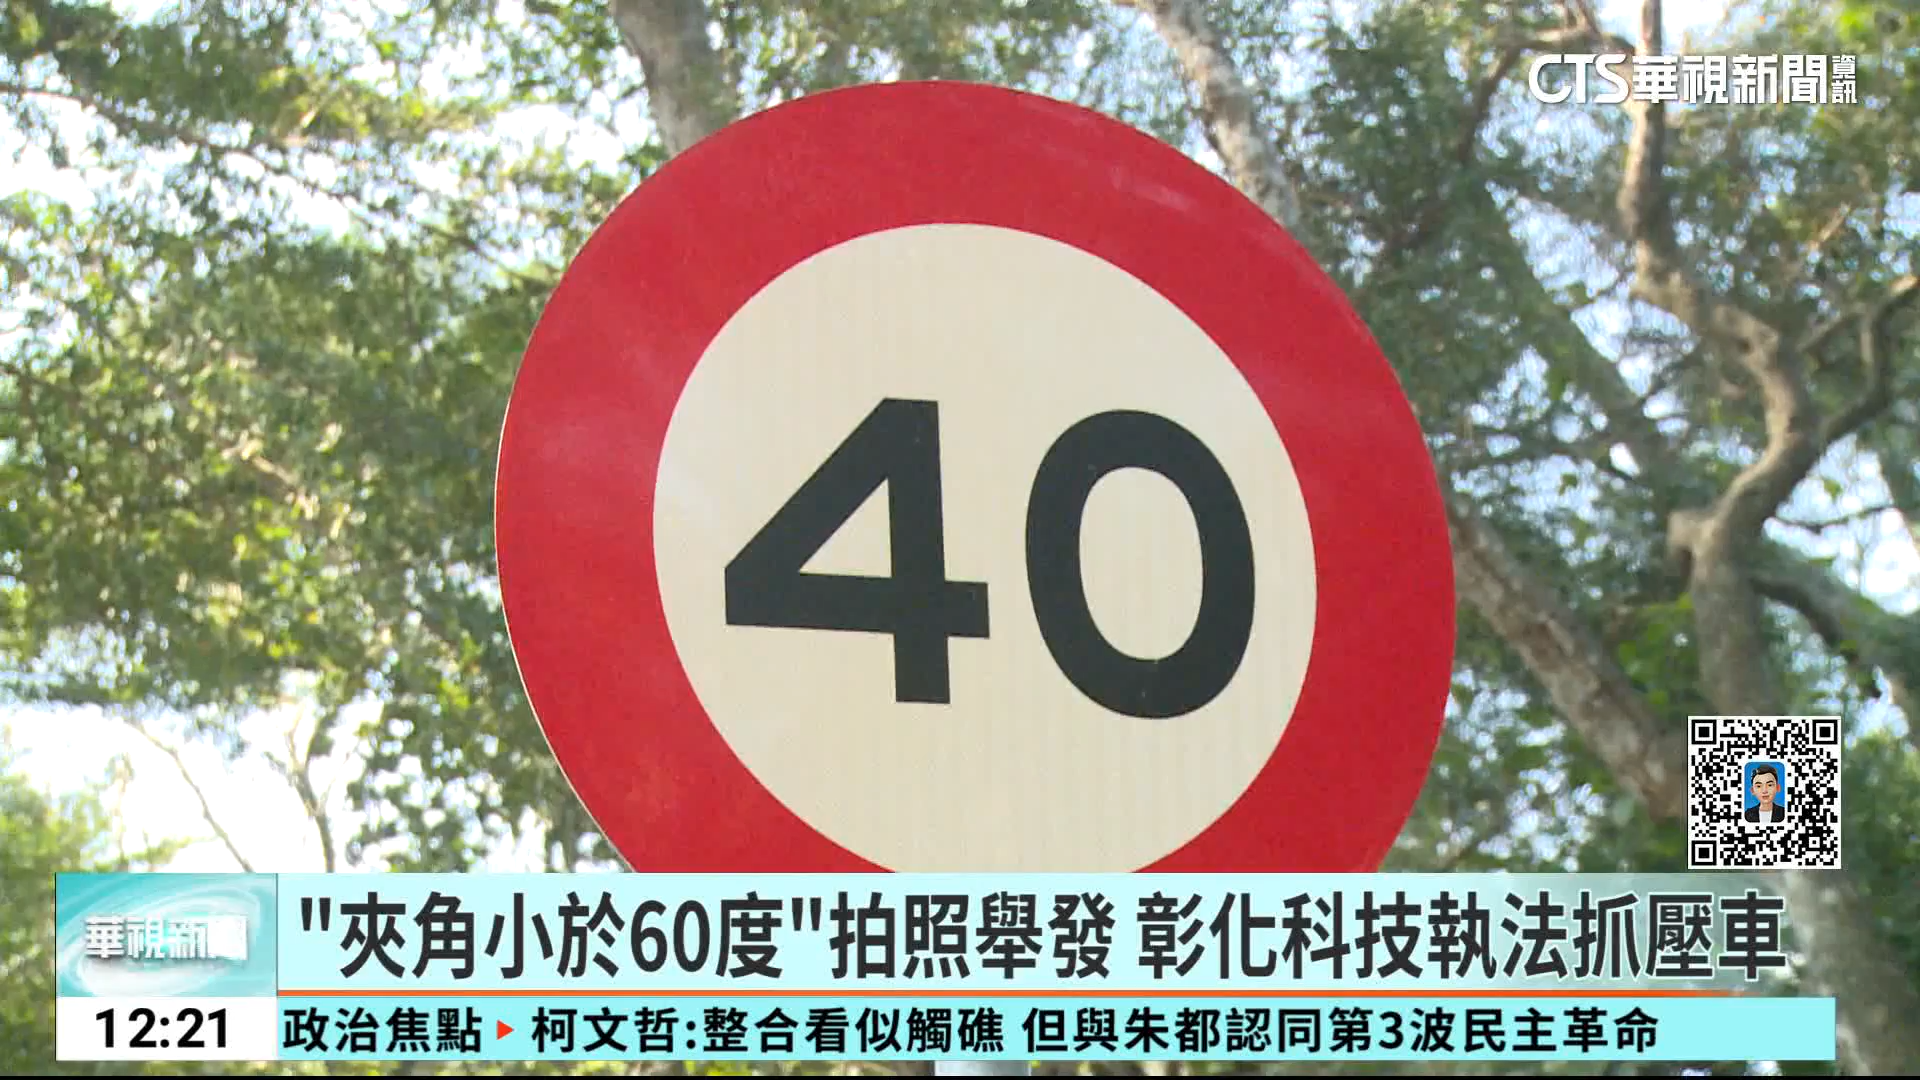 CTS華視新聞資訊
40
"夾角小於60度"拍照舉發 彰化科技執法抓壓車
華視新聞
12:21
政治焦點▶柯文哲:整合看似觸礁 但與朱都認同第3波民主革命